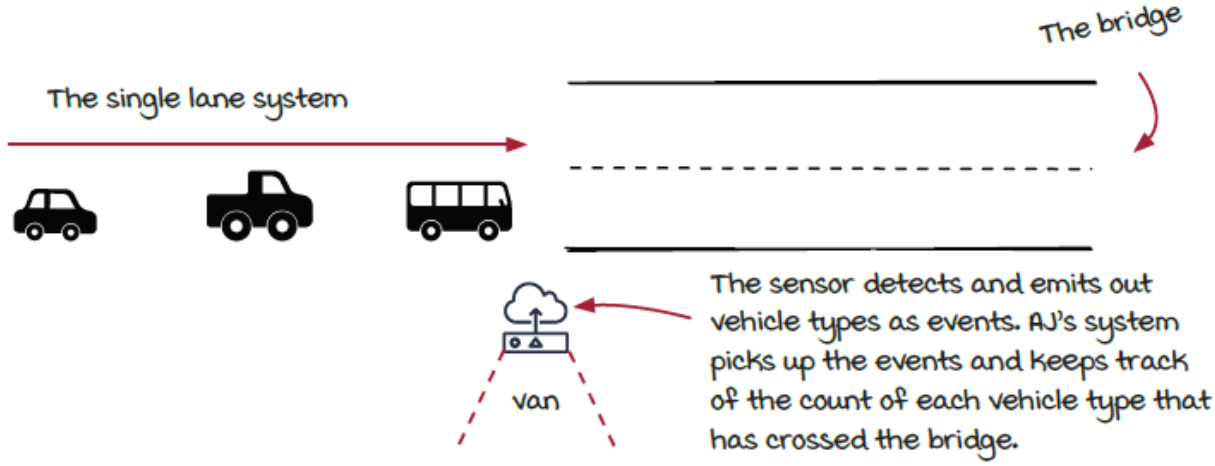 The bridge
The single lane system
The sensor detects and emits out
vehicle types as events. AJ's system
picks up the events and keeps track
of the count of each vehicle type that
has crossed the bridge.
van